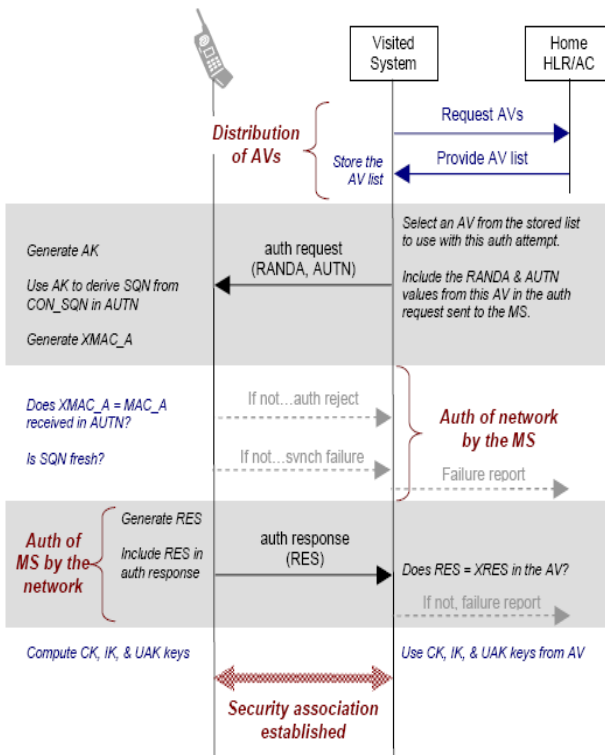 Visited
System
Home
HLR/AC
Distribution
of AVs
Request AVs
Store the
AV list
Provide AV list
Generate AK
Use AK to derive SQN from
CON_SQN in AUTN
Generate XMAC_A
auth request
(RANDA, AUTN)
Select an AV from the stored list
to use with this auth attempt.
Include the RANDA & AUTN
values from this AV in the auth
request sent to the MS.
Does XMAC_A = MAC_A
received in AUTN?
If not...auth reject
Is SQN fresh?
If not...synch failure
Auth of network
by the MS
Failure report
Auth of
MS by the
network
Generate RES
Include RES in
auth response
auth response
(RES)
Does RES = XRES in the AV?
If not, failure report
Compute CK, IK, & UAK keys
Use CK, IK, & UAK keys from AV
Security association
established